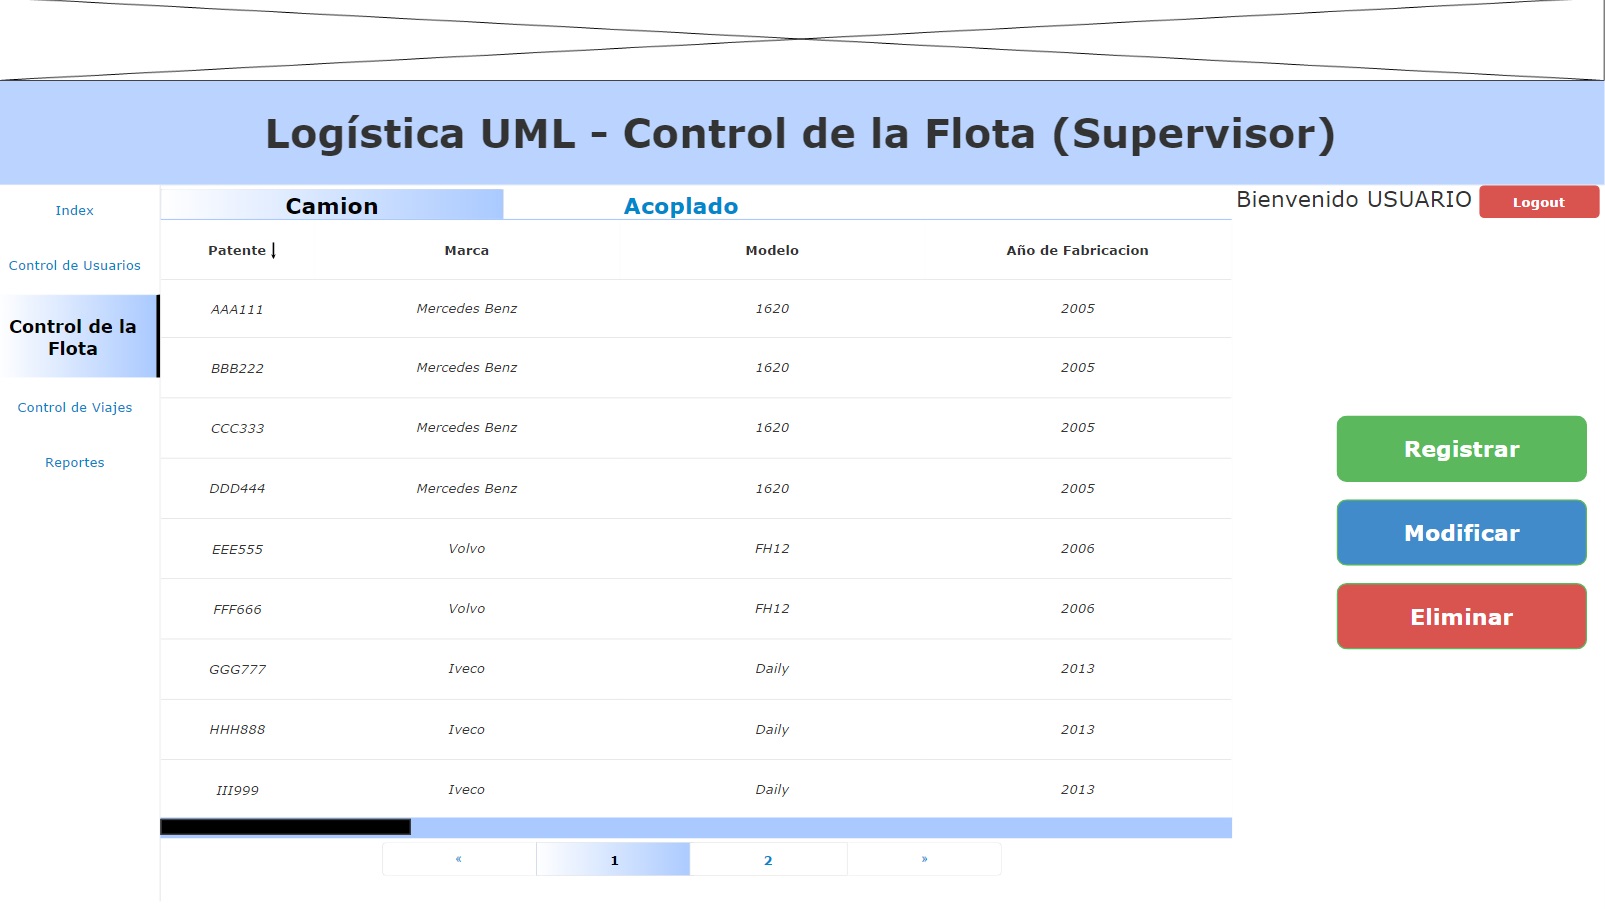 Logística UML - Control de la Flota (Supervisor)
Index
Control de Usuarios
Control de la
Flota
Control de Viajes
Reportes
Camion Acoplado
Bienvenido USUARIO Logout
Patente Marca Modelo Año de Fabricacion
AAA111 Mercedes Benz 1620 2005
BBB222 Mercedes Benz 1620 2005
CCC333 Mercedes Benz 1620 2005
DDD444 Mercedes Benz 1620 2005
EEE555 Volvo FH12 2006
FFF666 Volvo FH12 2006
GGG777 Iveco Daily 2013
HHH888 Iveco Daily 2013
III999 Iveco Daily 2013
« 1 2 »
Registrar
Modificar
Eliminar